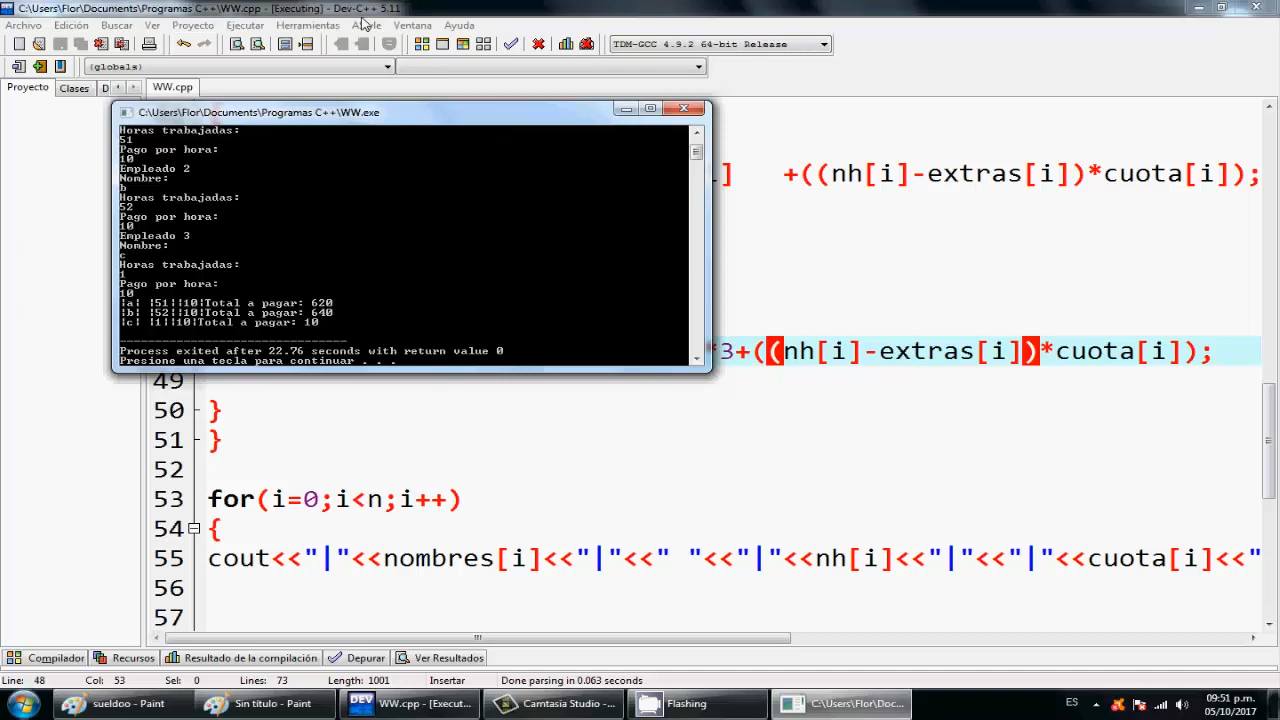 C:\Users\Flor\Documents\Programas C++\WW.cpp - [Executing] - Dev-C++ 5.11
Archivo Edición Buscar Ver Proyecto Ejecutar Herramientas Ventana Ayuda
TDM-GCC 4.9.2 64-bit Release
(globals)
Proyecto Clases D WW.cpp
C:\Users\Flor\Documents\Programas C++\WW.exe
Horas trabajadas:
51
Pago por hora:
10
Empleado 2
Nombre:
b
Horas trabajadas:
52
Pago por hora:
10
Empleado 3
Nombre:
c
Horas trabajadas:
1
Pago por hora:
10
|a| |51||10|Total a pagar: 620
|b| |52||10|Total a pagar: 640
|c| |1||10|Total a pagar: 10
--------------------------------
Process exited after 22.76 seconds with return value 0
Presione una tecla para continuar . . .
] +((nh[i]-extras[i])*cuota[i]);
*3+((nh[i]-extras[i])*cuota[i]);
49
50 }
51 }
52
53 for(i=0;i<n;i++)
54 {
55 cout<<"|"<<nombres[i]<<"|"<<" "<<"|"<<nh[i]<<"|"<<"|"<<cuota[i]<<"
56
57
Compilador Recursos Resultado de la compilación Depurar Ver Resultados
Line: 48 Col: 53 Sel: 0 Lines: 73 Length: 1001 Insertar Done parsing in 0.063 seconds
sueldoo - Paint Sin título - Paint DEV WW.cpp - [Execut... Camtasia Studio -... Flashing C:\Users\Flor\Docum... ES 09:51 p.m.
05/10/2017